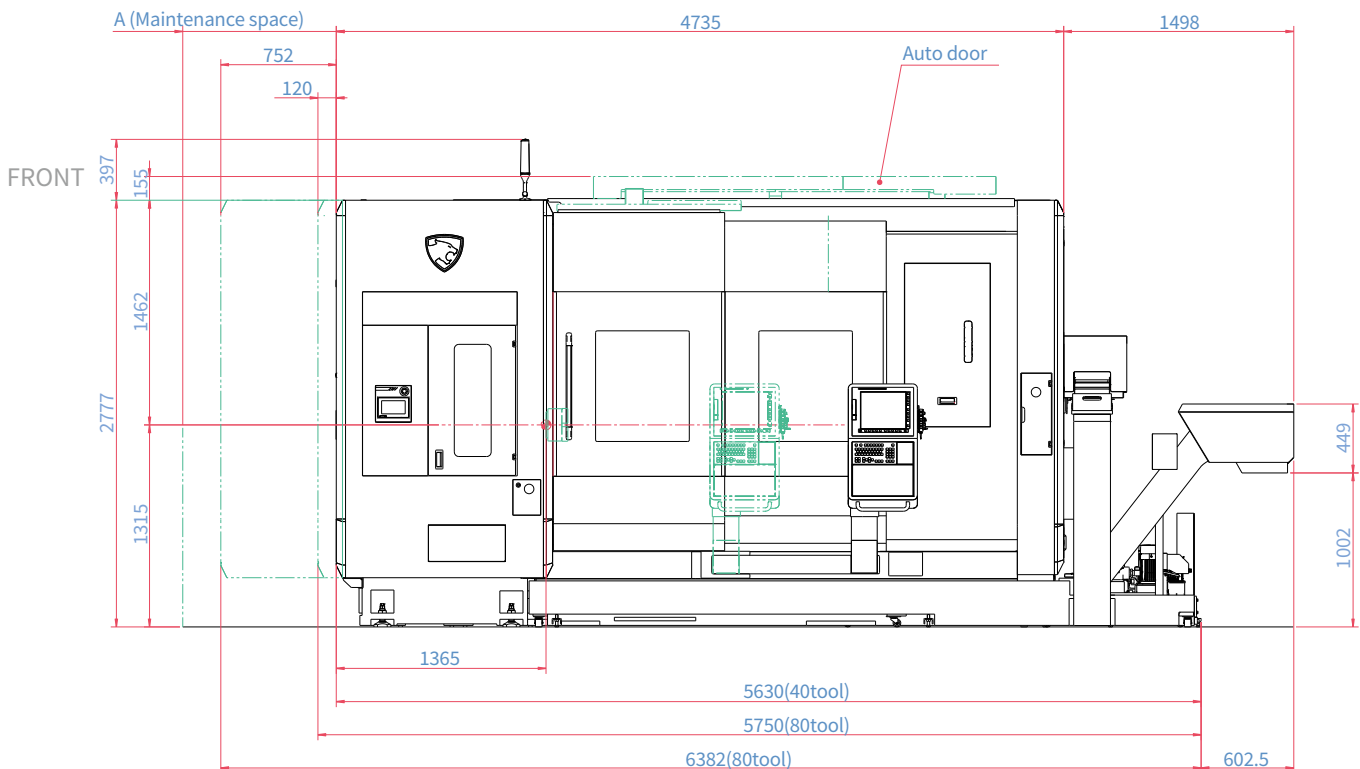 A (Maintenance space)
4735
1498
752
Auto door
120
397
155
FRONT
1462
2777
449
1315
1002
1365
5630(40tool)
5750(80tool)
6382(80tool)
602.5